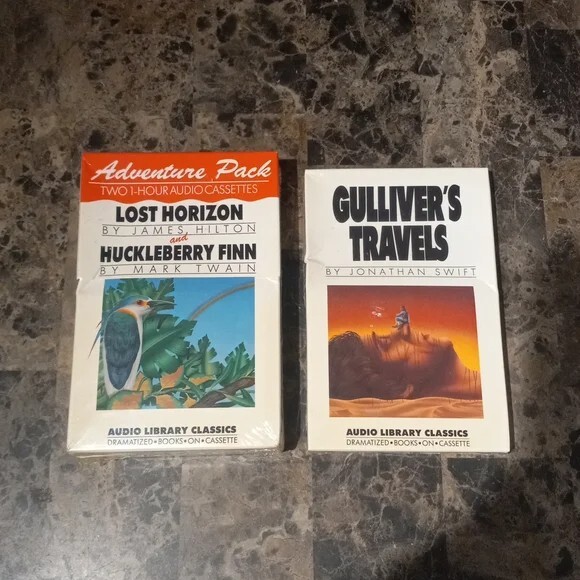 Adventure Pack
TWO 1-HOUR AUDIO CASSETTES
LOST HORIZON
BY JAMES HILTON
and
HUCKLEBERRY FINN
BY MARK TWAIN
AUDIO LIBRARY CLASSICS
DRAMATIZED•BOOKS•ON•CASSETTE
GULLIVER'S
TRAVELS
BY JONATHAN SWIFT
AUDIO LIBRARY CLASSICS
DRAMATIZED•BOOKS•ON•CASSETTE